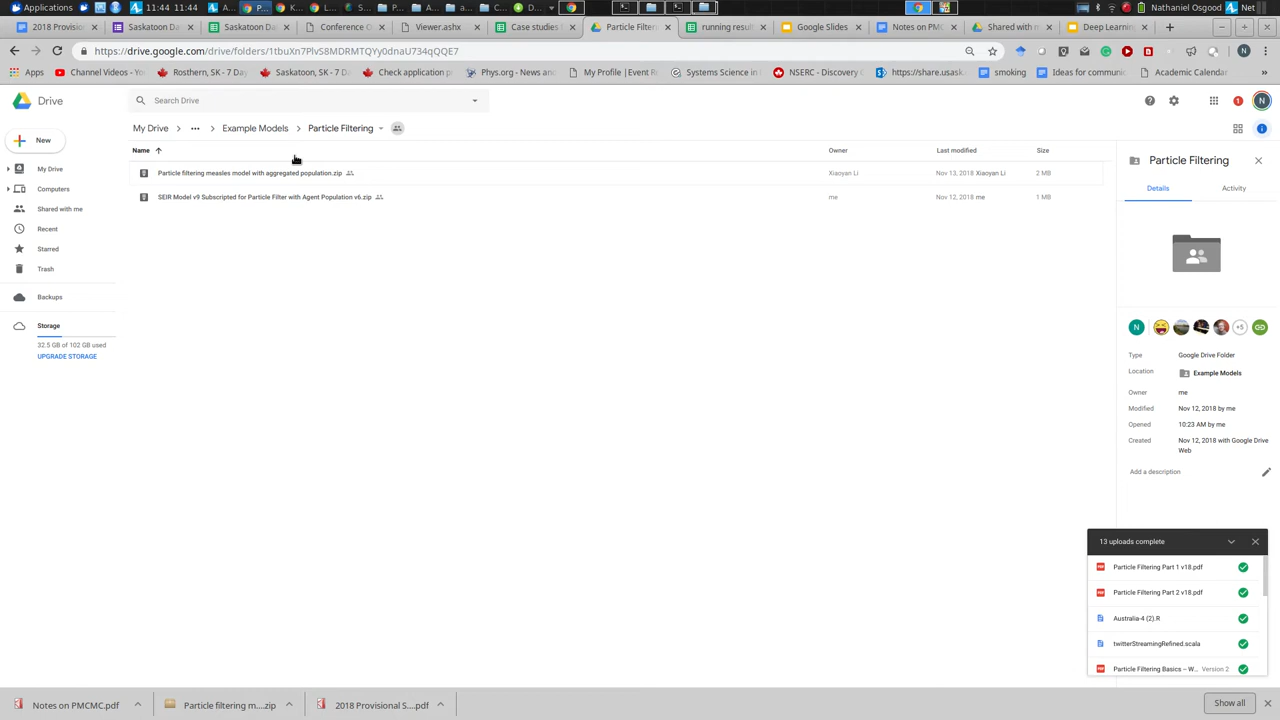 Applications
P...
11:44 • 11:44
Nathaniel Osgood
Nat
2018 Provision
Saskatoon Da
Saskatoon Da
Copy of Con
Viewer.ashx
Case studies f
Particle Filterin
running result
Google Slides
Notes on PMC
Shared with m
Discussion Ex
https://drive.google.com/drive/folders/1tbuXn7PlvS8MDRMTQYy0dnaU734qQQE7
N
Apps
Channel Videos - Yo
Rosthern, SK - 7 Day
Saskatoon, SK - 7 Day
Check application p
Phys.org - News an
My Profile |Event R
Systems Science in
NSERC – Discovery
https://share.usask
smoking
Ideas for communic
Academic Calendar
»
Drive
Search Drive
1
N
New
My Drive
Example Models
Particle Filtering
Name
Owner
Last modified
Size
Particle Filtering
My Drive
Particle filtering measles model with aggregated population.zip
Xiaoyan Li
Nov 13, 2018 Xiaoyan Li
2 MB
Computers
SEIR Model v9 Subscripted for Particle Filter with Agent Population v6.zip
me
Nov 12, 2018 me
1 MB
Details
Activity
Shared with me
Recent
Starred
Trash
Backups
Storage
32.5 GB of 102 GB used
UPGRADE STORAGE
N
+5
Type
Google Drive Folder
Location
Example Models
Owner
me
Modified
Nov 12, 2018 by me
Opened
10:23 AM by me
Created
Nov 12, 2018 with Google Drive
Web
Add a description
13 uploads complete
Particle Filtering Part 1 v18.pdf
Particle Filtering Part 2 v18.pdf
Australia-4 (2).R
twitterStreamingRefined.scala
Particle Filtering Basics – W... Version 2
Notes on PMCMC.pdf
Particle filtering m....zip
2018 Provisional S....pdf
Show all